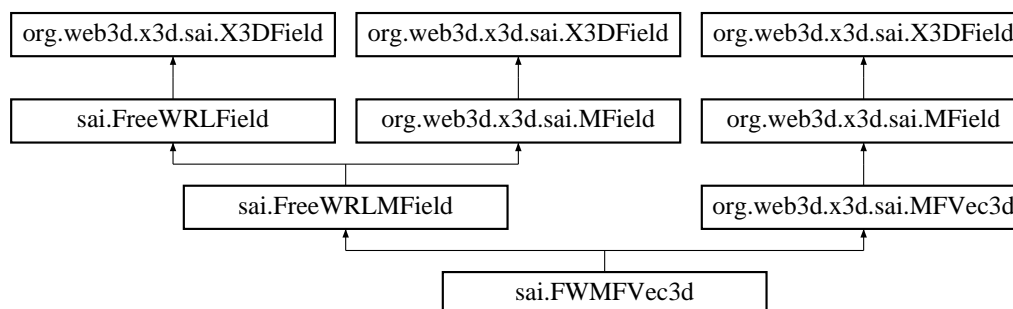 org.web3d.x3d.sai.X3DField org.web3d.x3d.sai.X3DField org.web3d.x3d.sai.X3DField
sai.FreeWRLField org.web3d.x3d.sai.MField org.web3d.x3d.sai.MField
sai.FreeWRLMField org.web3d.x3d.sai.MFVec3d
sai.FWMFVec3d